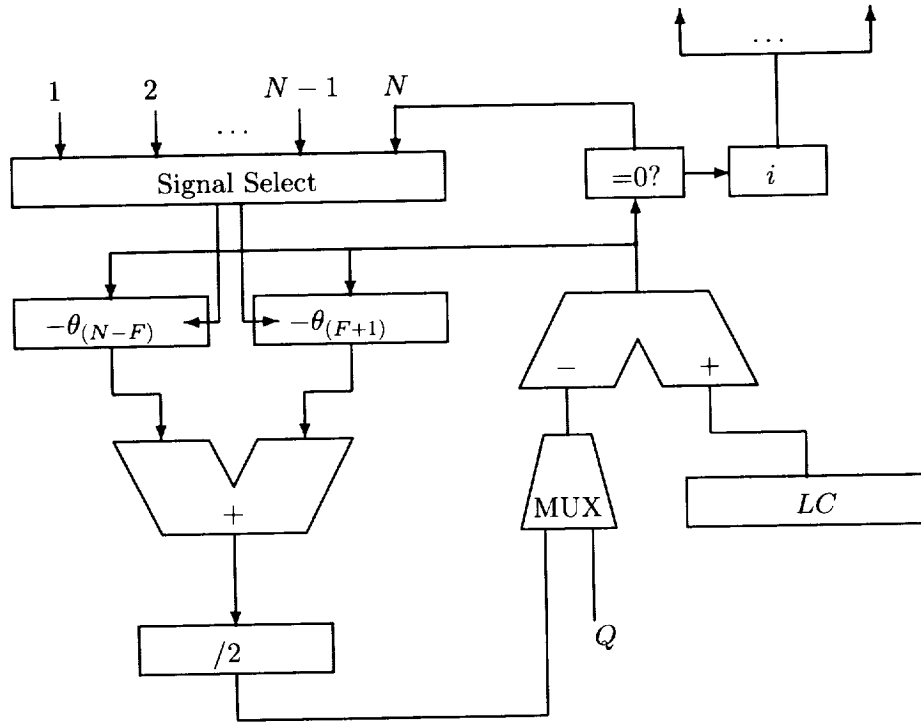 ...
1 2 ... N − 1 N
Signal Select
=0?
i
−θ(N−F)
−θ(F+1)
− +
+
MUX
LC
/2
Q